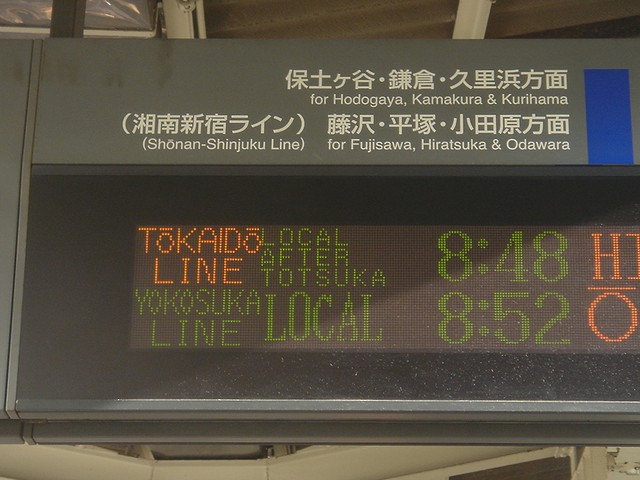 保土ヶ谷・鎌倉・久里浜方面
for Hodogaya, Kamakura & Kurihama
（湘南新宿ライン） 藤沢・平塚・小田原方面
(Shōnan-Shinjuku Line) for Fujisawa, Hiratsuka & Odawara
TōKAIDō LINE LOCAL AFTER TOTSUKA 8:48 HI
YOKOSUKA LINE LOCAL 8:52 O